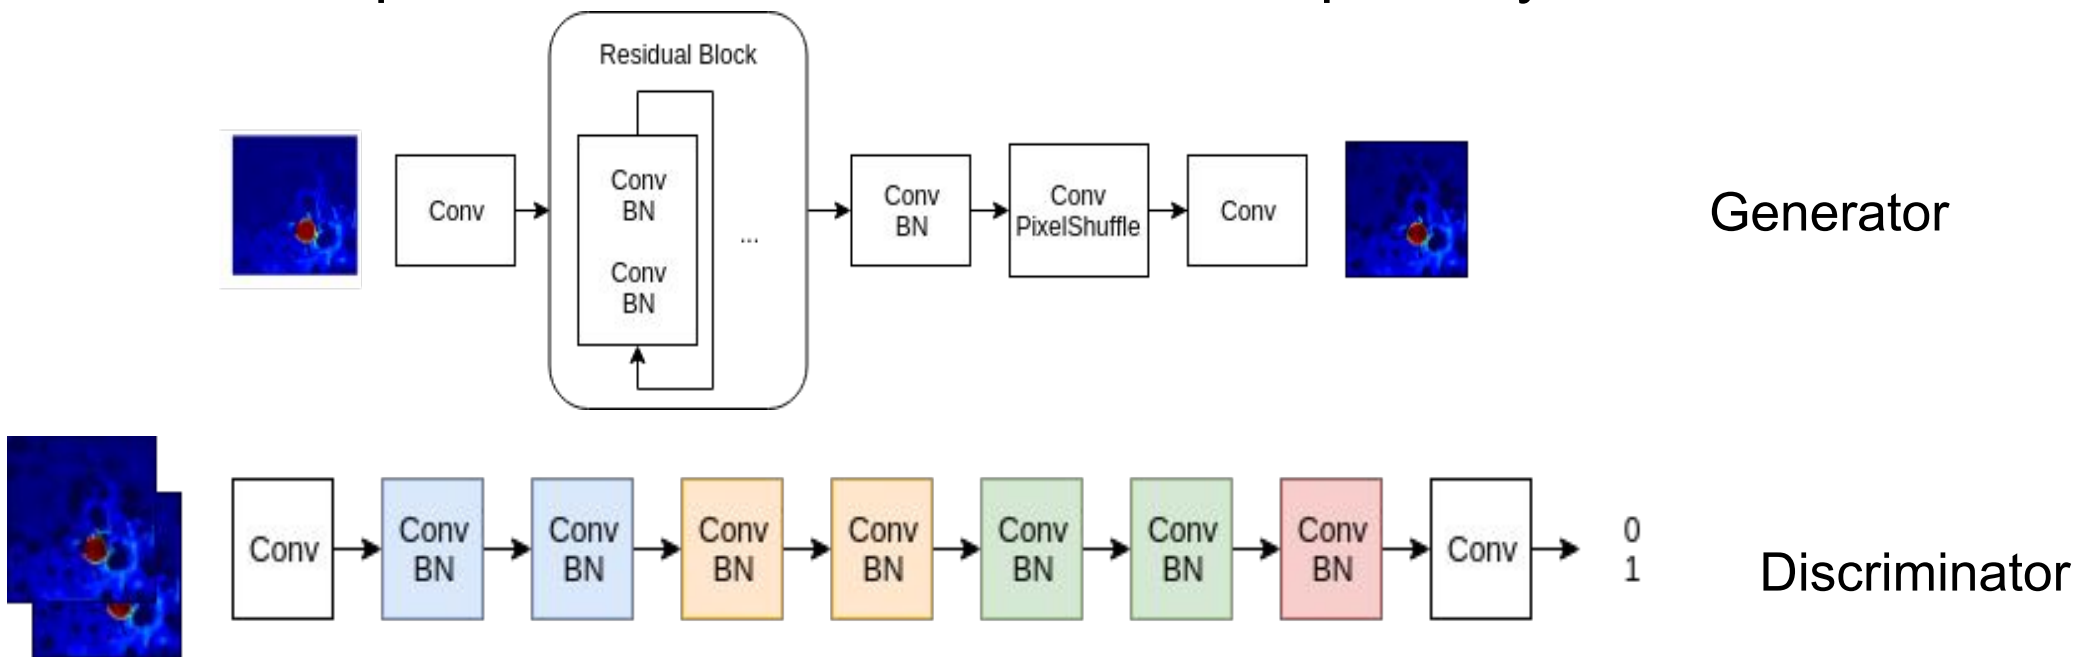 Residual Block
Conv
Conv
BN
Conv
BN
...
Conv
BN
Conv
PixelShuffle
Conv
Generator
Conv
Conv
BN
Conv
BN
Conv
BN
Conv
BN
Conv
BN
Conv
BN
Conv
BN
Conv
0
1
Discriminator